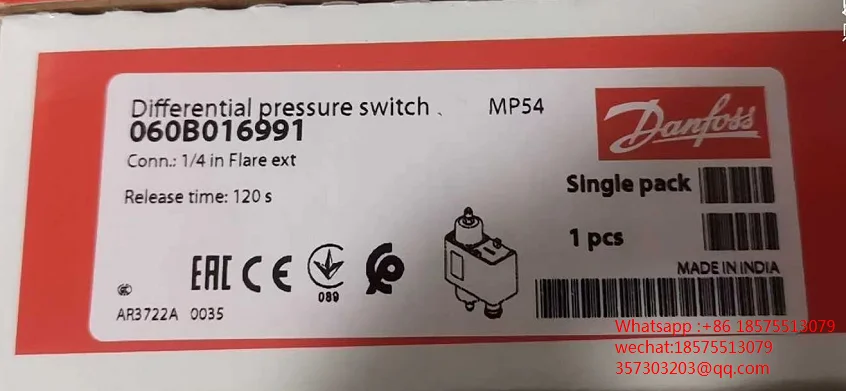 Differential pressure switch、 MP54
060B016991
Conn.: 1/4 in Flare ext
Release time: 120 s
Danfoss
Single pack
1 pcs
MADE IN INDIA
EAC CE
089
AR3722A 0035
Whatsapp :+86 18575513079
wechat:18575513079
357303203@qq.com